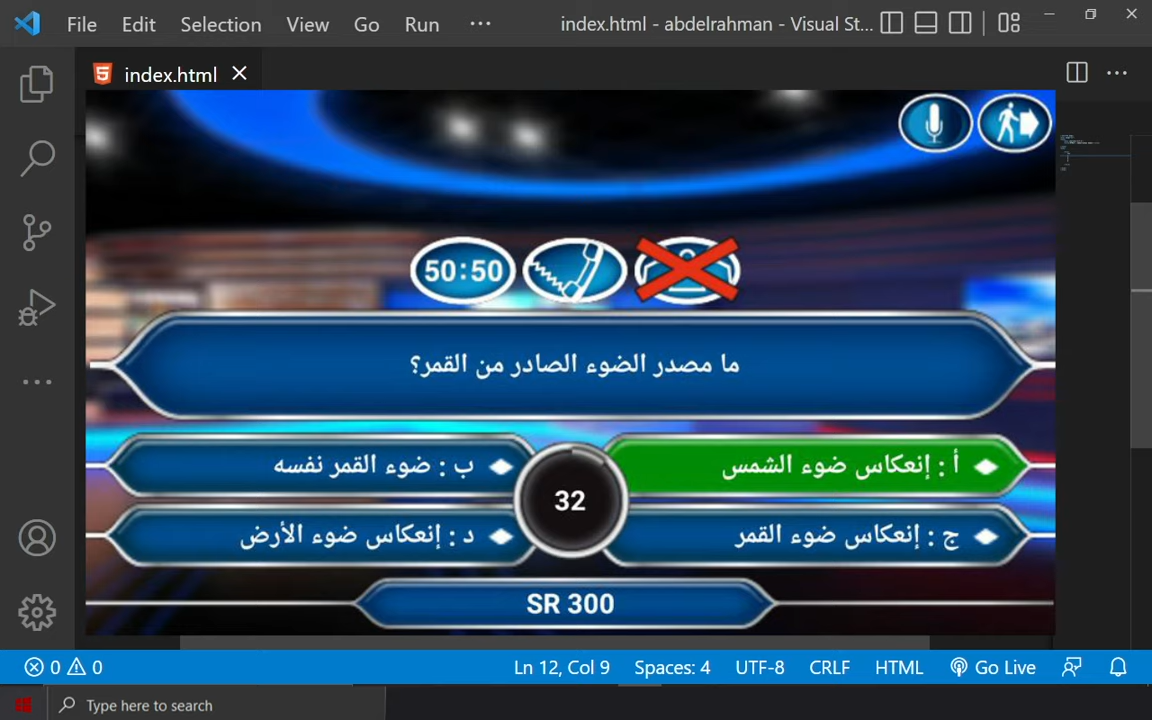 File Edit Selection View Go Run ··· index.html - abdelrahman - Visual St...
index.html
50:50
ما مصدر الضوء الصادر من القمر؟
أ : إنعكاس ضوء الشمس
ب : ضوء القمر نفسه
32
ج : إنعكاس ضوء القمر
د : إنعكاس ضوء الأرض
SR 300
0 0 Ln 12, Col 9 Spaces: 4 UTF-8 CRLF HTML Go Live
Type here to search